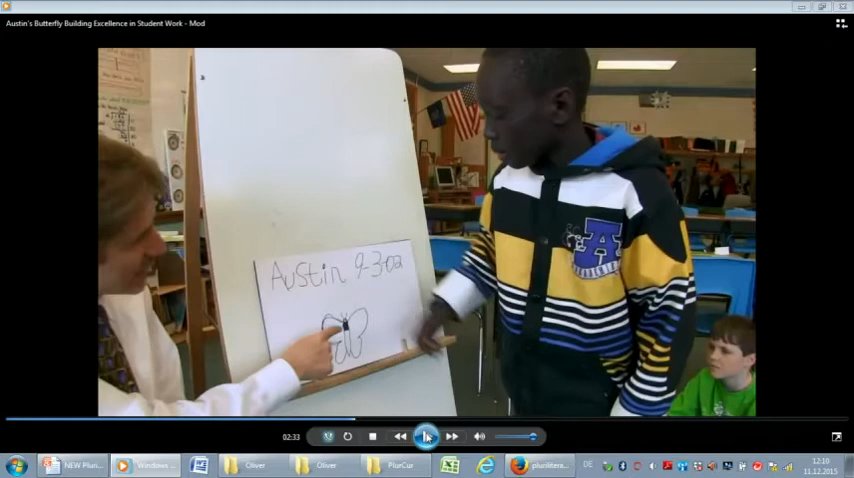 Austin's Butterfly Building Excellence in Student Work - Mod
Austin 9-3-02
A
02:33
NEW Pluri...
Windows ...
Oliver
Oliver
PlurCur
plurilitera...
DE
12:10
11.12.2015